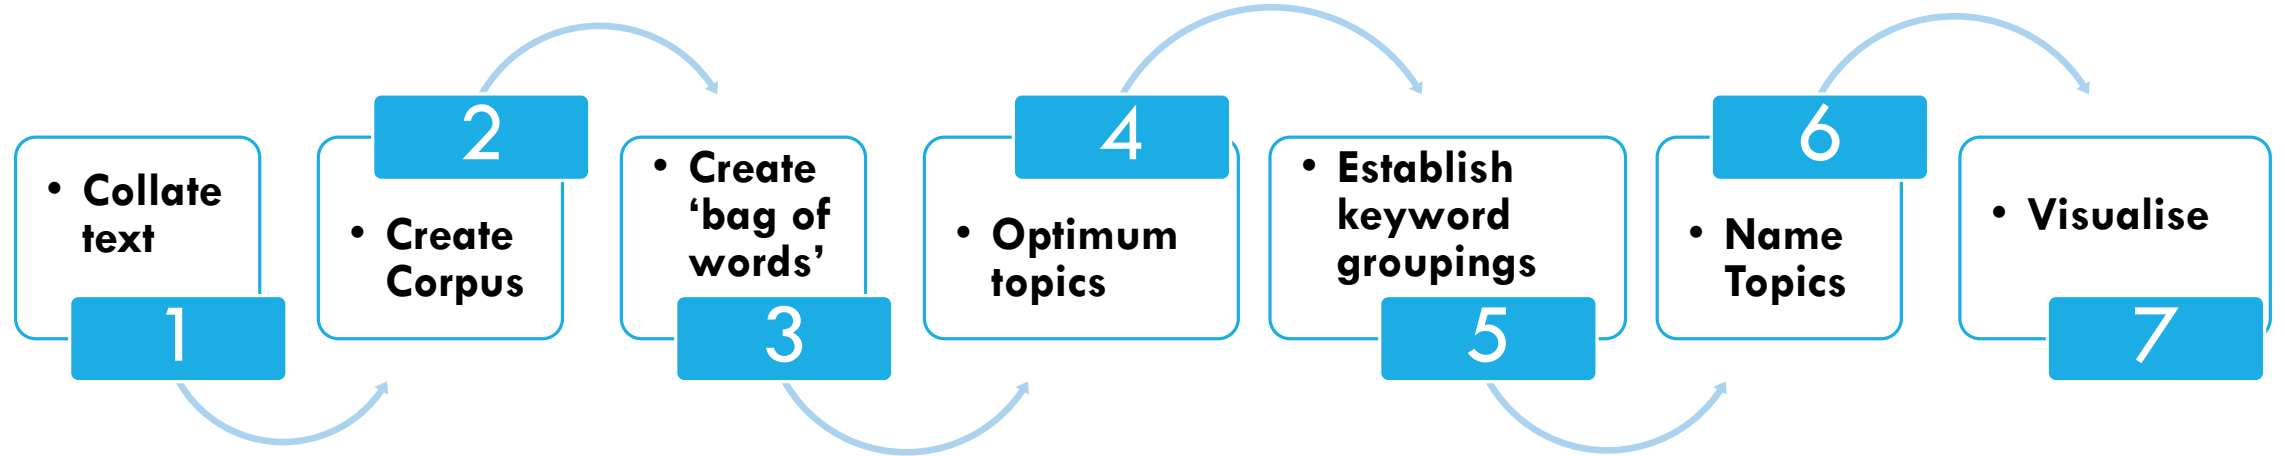 • Collate
text
1
2
• Create
Corpus
• Create
‘bag of
words’
3
4
• Optimum
topics
• Establish
keyword
groupings
5
6
• Name
Topics
• Visualise
7